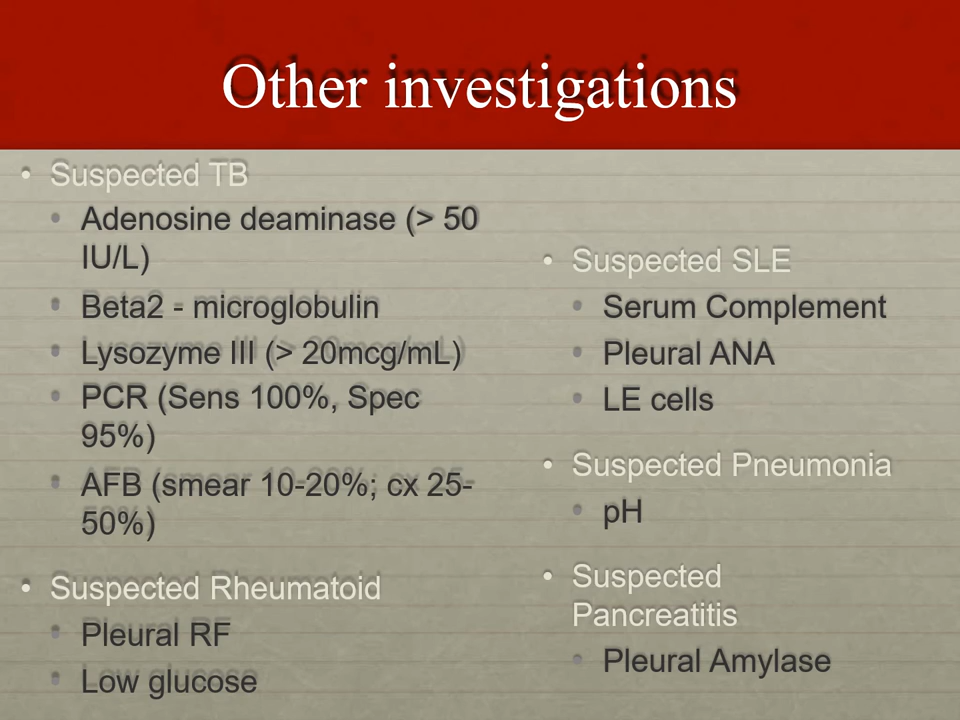 Other investigations
• Suspected TB
• Adenosine deaminase (> 50
IU/L)
• Beta2 - microglobulin
• Lysozyme III (> 20mcg/mL)
• PCR (Sens 100%, Spec
95%)
• AFB (smear 10-20%; cx 25-
50%)
• Suspected Rheumatoid
• Pleural RF
• Low glucose
• Suspected SLE
• Serum Complement
• Pleural ANA
• LE cells
• Suspected Pneumonia
• pH
• Suspected
Pancreatitis
• Pleural Amylase